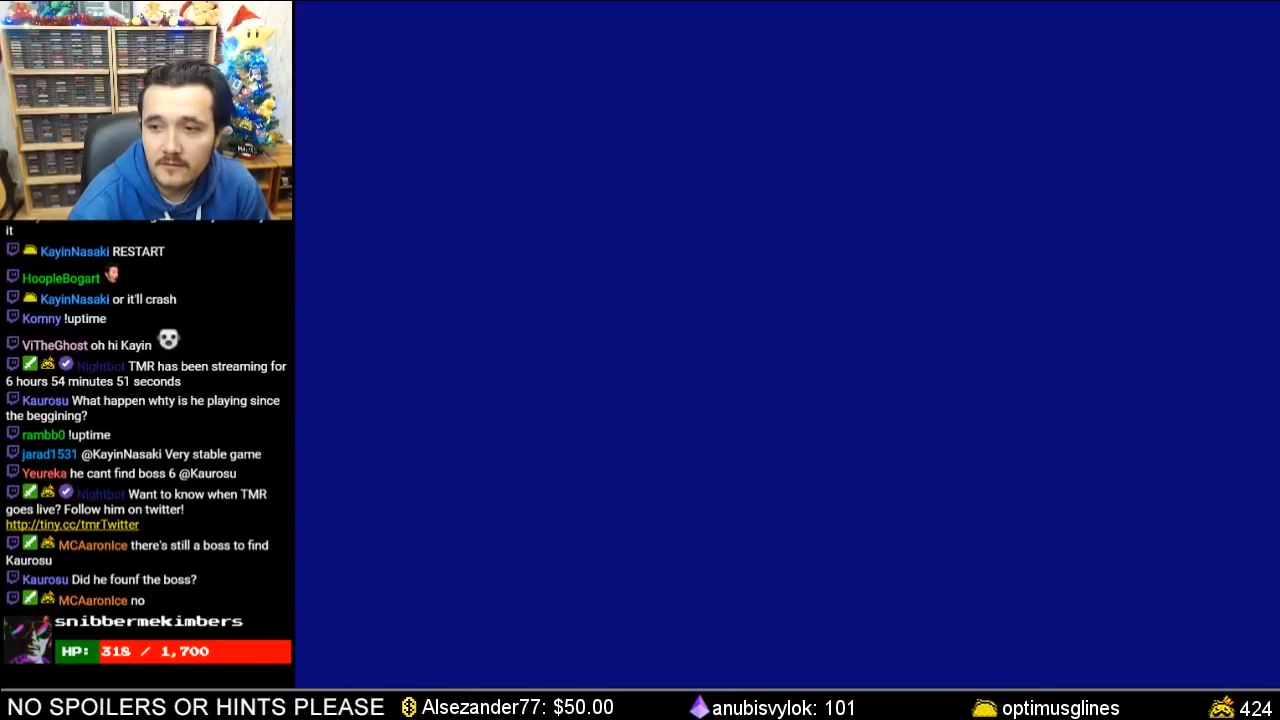 it
KayinNasaki RESTART
HoopleBogart
KayinNasaki or it'll crash
Komny !uptime
ViTheGhost oh hi Kayin
Nightbot TMR has been streaming for
6 hours 54 minutes 51 seconds
Kaurosu What happen whty is he playing since
the beggining?
rambb0 !uptime
jarad1531 @KayinNasaki Very stable game
Yeureka he cant find boss 6 @Kaurosu
Nightbot Want to know when TMR
goes live? Follow him on twitter!
http://tiny.cc/tmrTwitter
MCAaronIce there's still a boss to find
Kaurosu
Kaurosu Did he founf the boss?
MCAaronIce no
snibbermekimbers
HP: 318 / 1,700
NO SPOILERS OR HINTS PLEASE Alsezander77: $50.00 anubisvylok: 101 optimusglines 424